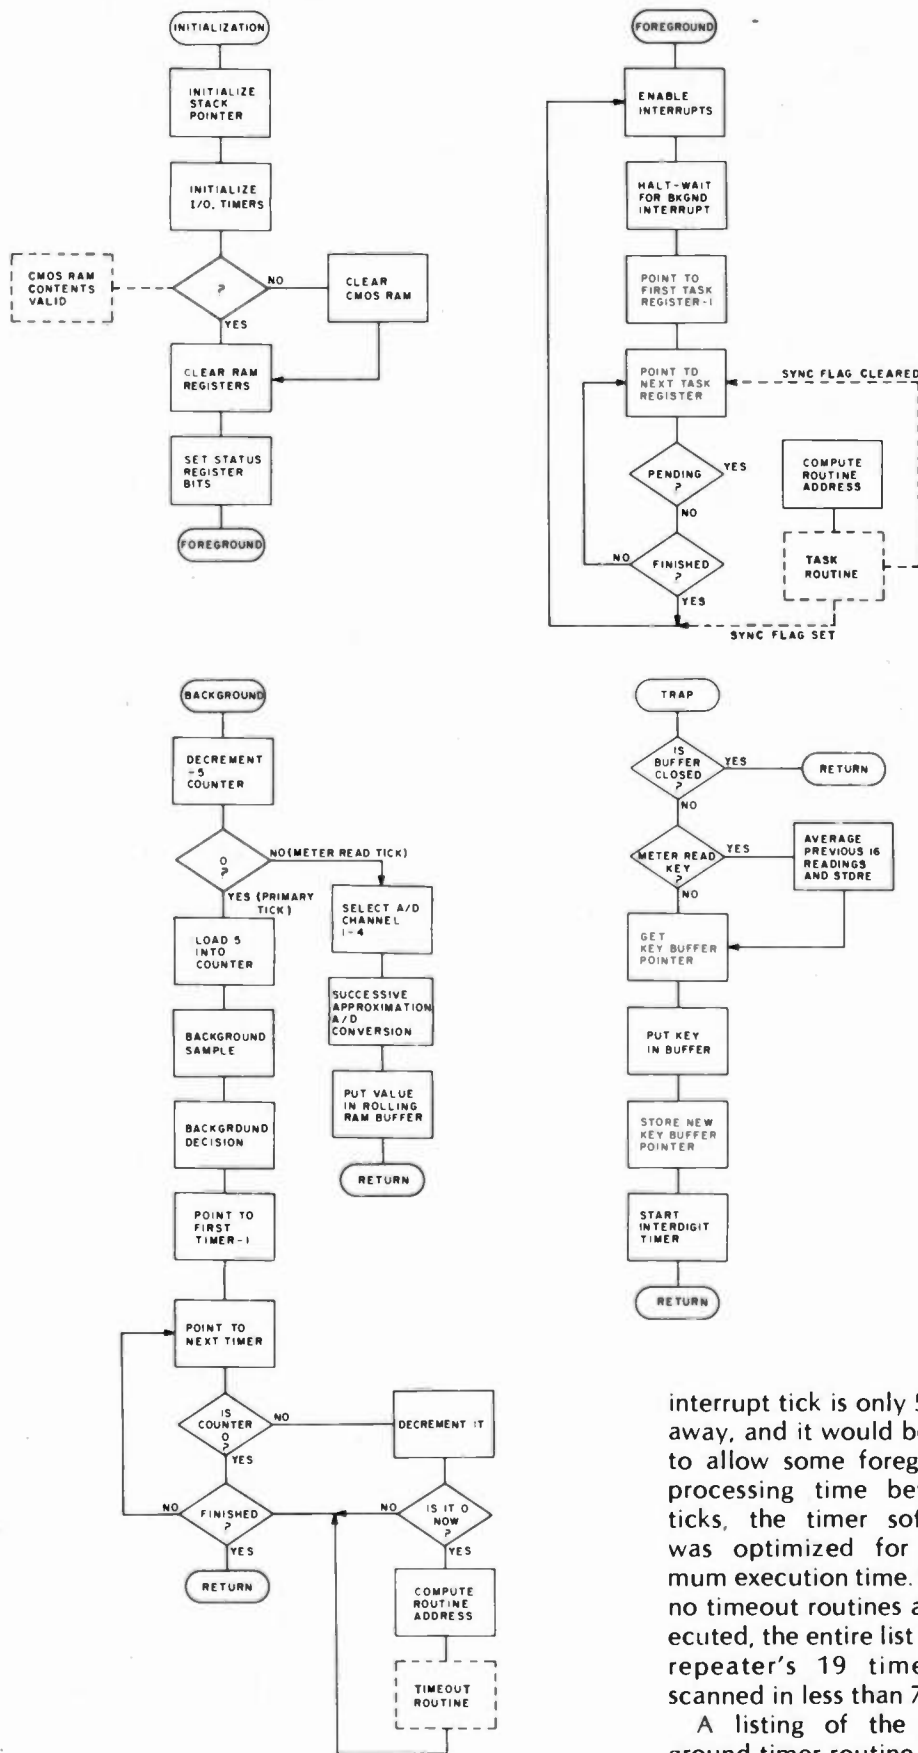 INITIALIZATION
INITIALIZE
STACK
POINTER
INITIALIZE
I/O, TIMERS
CMOS RAM
CONTENTS
VALID
?
NO
CLEAR
CMOS RAM
YES
CLEAR RAM
REGISTERS
SET STATUS
REGISTER
BITS
FOREGROUND
FOREGROUND
ENABLE
INTERRUPTS
HALT-WAIT
FOR BKGND
INTERRUPT
POINT TO
FIRST TASK
REGISTER-1
POINT TO
NEXT TASK
REGISTER
SYNC FLAG CLEARED
PENDING
?
YES
NO
COMPUTE
ROUTINE
ADDRESS
NO
FINISHED
?
YES
TASK
ROUTINE
SYNC FLAG SET
BACKGROUND
DECREMENT
-5
COUNTER
0
?
NO (METER READ TICK)
YES (PRIMARY
TICK)
SELECT A/D
CHANNEL
1-4
LOAD 5
INTO
COUNTER
SUCCESSIVE
APPROXIMATION
A/D
CONVERSION
BACKGROUND
SAMPLE
PUT VALUE
IN ROLLING
RAM BUFFER
BACKGROUND
DECISION
RETURN
POINT TO
FIRST
TIMER-1
POINT TO
NEXT TIMER
IS
COUNTER
0
?
NO
YES
DECREMENT IT
NO
FINISHED
?
YES
RETURN
NO
IS IT 0
NOW
?
YES
COMPUTE
ROUTINE
ADDRESS
TIMEOUT
ROUTINE
TRAP
IS
BUFFER
CLOSED
?
YES
RETURN
NO
METER READ
KEY
?
YES
AVERAGE
PREVIOUS 16
READINGS
AND STORE
NO
GET
KEY BUFFER
POINTER
PUT KEY
IN BUFFER
STORE NEW
KEY BUFFER
POINTER
START
INTERDIGIT
TIMER
RETURN
interrupt tick is only 5
away, and it would be
to allow some foreg
processing time be
ticks, the timer sof
was optimized for
mum execution time.
no timeout routines a
ecuted, the entire list
repeater's 19 time
scanned in less than 7
A listing of the
ground timer routine